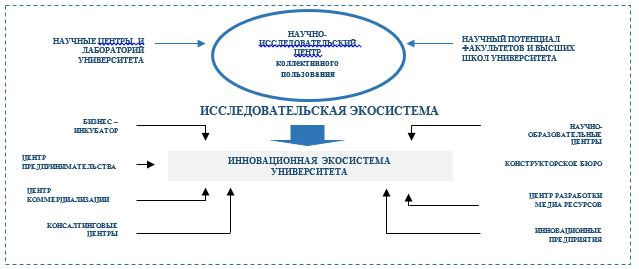 НАУЧНЫЕ ЦЕНТРЫ И
ЛАБОРАТОРИЙ
УНИВЕРСИТЕТА
НАУЧНО-
ИССЛЕДОВАТЕЛЬСКИЙ
ЦЕНТР
коллективного
пользования
НАУЧНЫЙ ПОТЕНЦИАЛ
ФАКУЛЬТЕТОВ И ВЫСШИХ
ШКОЛ УНИВЕРСИТЕТА
ИССЛЕДОВАТЕЛЬСКАЯ ЭКОСИСТЕМА
БИЗНЕС –
ИНКУБАТОР
ЦЕНТР
ПРЕДПРИНИМАТЕЛЬСТВА
ЦЕНТР
КОММЕРЦИАЛИЗАЦИИ
КОНСАЛТИНГОВЫЕ
ЦЕНТРЫ
ИННОВАЦИОННАЯ ЭКОСИСТЕМА
УНИВЕРСИТЕТА
НАУЧНО-
ОБРАЗОВАТЕЛЬНЫЕ
ЦЕНТРЫ
КОНСТРУКТОРСКОЕ БЮРО
ЦЕНТР РАЗРАБОТКИ
МЕДИА РЕСУРСОВ
ИННОВАЦИОННЫЕ
ПРЕДПРИЯТИЯ